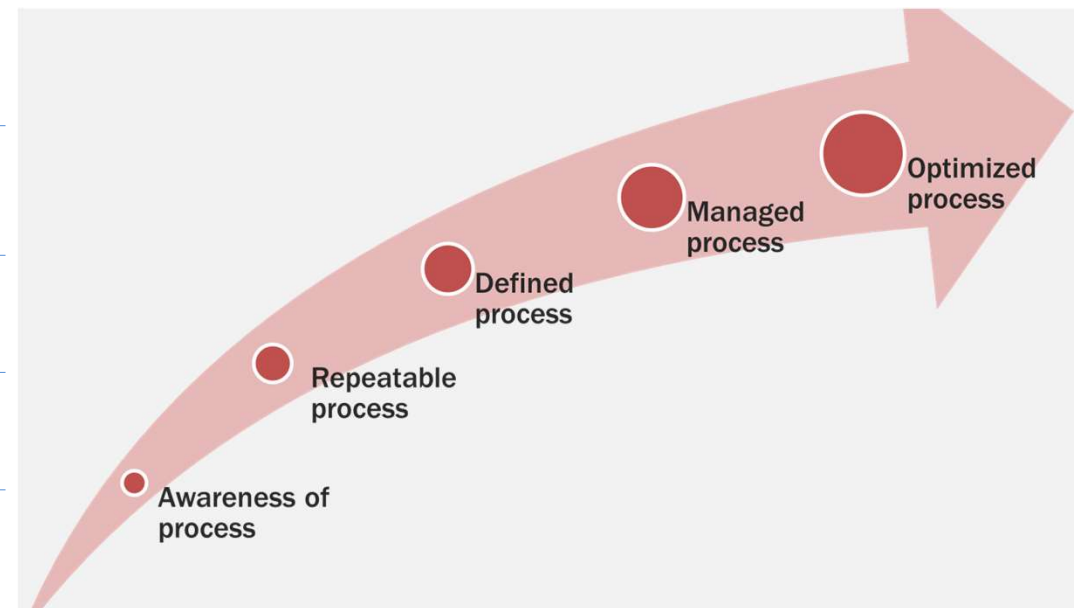 Optimized
process
Managed
process
Defined
process
Repeatable
process
Awareness of
process